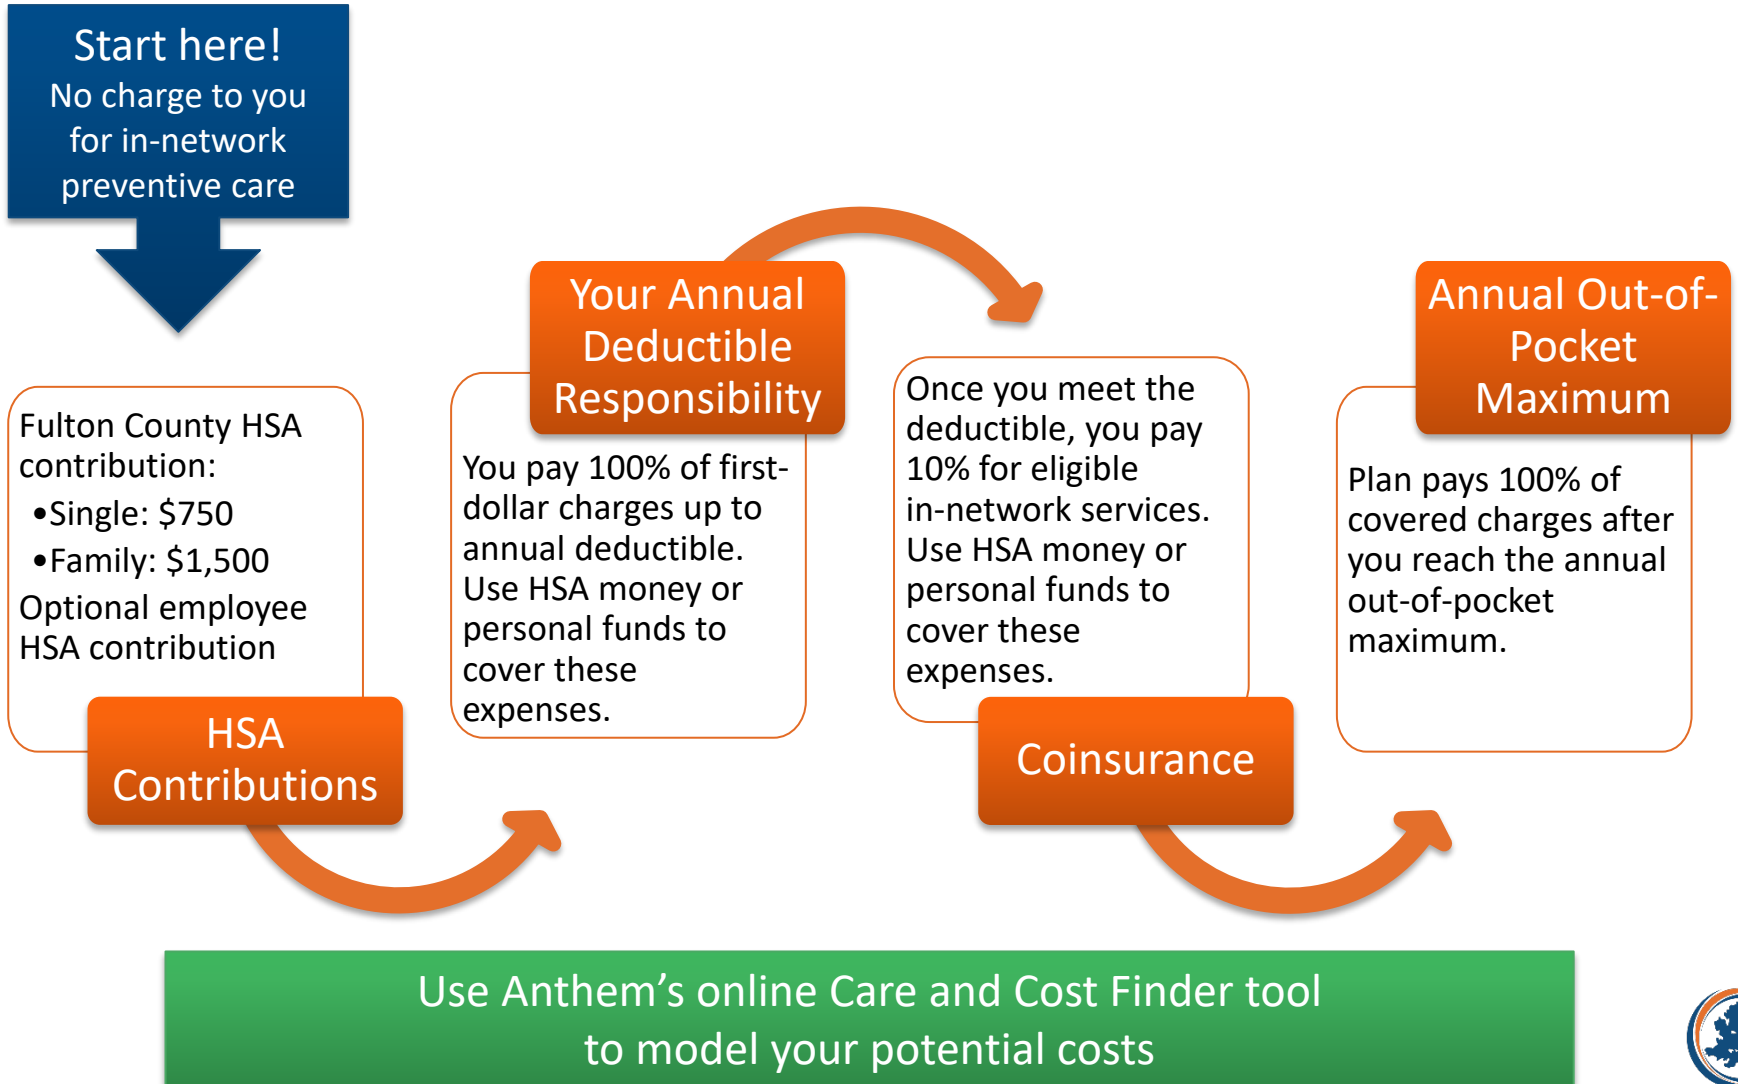 Start here!
No charge to you
for in-network
preventive care
Fulton County HSA
contribution:
•Single: $750
•Family: $1,500
Optional employee
HSA contribution
HSA
Contributions
Your Annual
Deductible
Responsibility
You pay 100% of first-
dollar charges up to
annual deductible.
Use HSA money or
personal funds to
cover these
expenses.
Once you meet the
deductible, you pay
10% for eligible
in-network services.
Use HSA money or
personal funds to
cover these
expenses.
Coinsurance
Annual Out-of-
Pocket
Maximum
Plan pays 100% of
covered charges after
you reach the annual
out-of-pocket
maximum.
Use Anthem’s online Care and Cost Finder tool
to model your potential costs